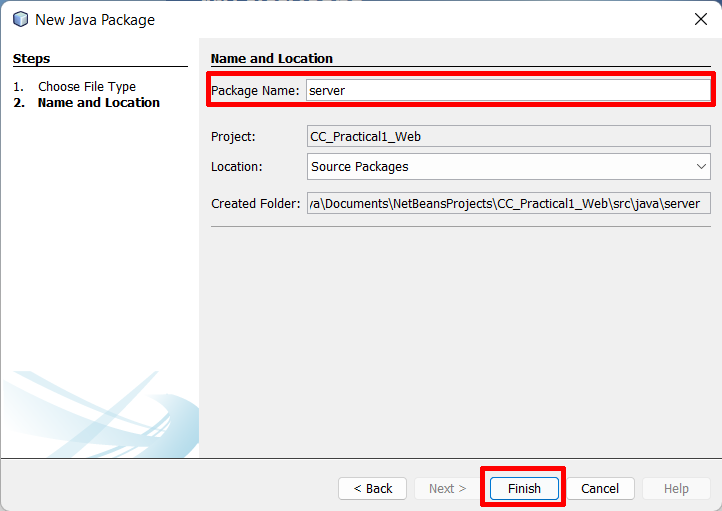 New Java Package
Steps
1. Choose File Type
2. Name and Location
Name and Location
Package Name: server
Project: CC_Practical1_Web
Location: Source Packages
Created Folder: va\Documents\NetBeansProjects\CC_Practical1_Web\src\java\server
< Back Next > Finish Cancel Help